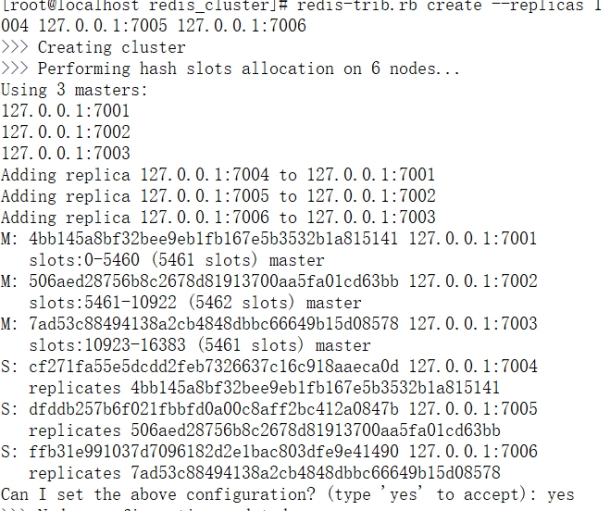 [root@localhost redis_cluster]# redis-trib.rb create --replicas 1
004 127.0.0.1:7005 127.0.0.1:7006
>>> Creating cluster
>>> Performing hash slots allocation on 6 nodes...
Using 3 masters:
127.0.0.1:7001
127.0.0.1:7002
127.0.0.1:7003
Adding replica 127.0.0.1:7004 to 127.0.0.1:7001
Adding replica 127.0.0.1:7005 to 127.0.0.1:7002
Adding replica 127.0.0.1:7006 to 127.0.0.1:7003
M: 4bb145a8bf32bee9eb1fb167e5b3532b1a815141 127.0.0.1:7001
slots:0-5460 (5461 slots) master
M: 506aed28756b8c2678d81913700aa5fa01cd63bb 127.0.0.1:7002
slots:5461-10922 (5462 slots) master
M: 7ad53c88494138a2cb4848dbbc66649b15d08578 127.0.0.1:7003
slots:10923-16383 (5461 slots) master
S: cf271fa55e5dcdd2feb7326637c16c918aaeca0d 127.0.0.1:7004
replicates 4bb145a8bf32bee9eb1fb167e5b3532b1a815141
S: dfddb257b6f021fbbfd0a00c8aff2bc412a0847b 127.0.0.1:7005
replicates 506aed28756b8c2678d81913700aa5fa01cd63bb
S: ffb31e991037d7096182d2e1bac803dfe9e41490 127.0.0.1:7006
replicates 7ad53c88494138a2cb4848dbbc66649b15d08578
Can I set the above configuration? (type 'yes' to accept): yes